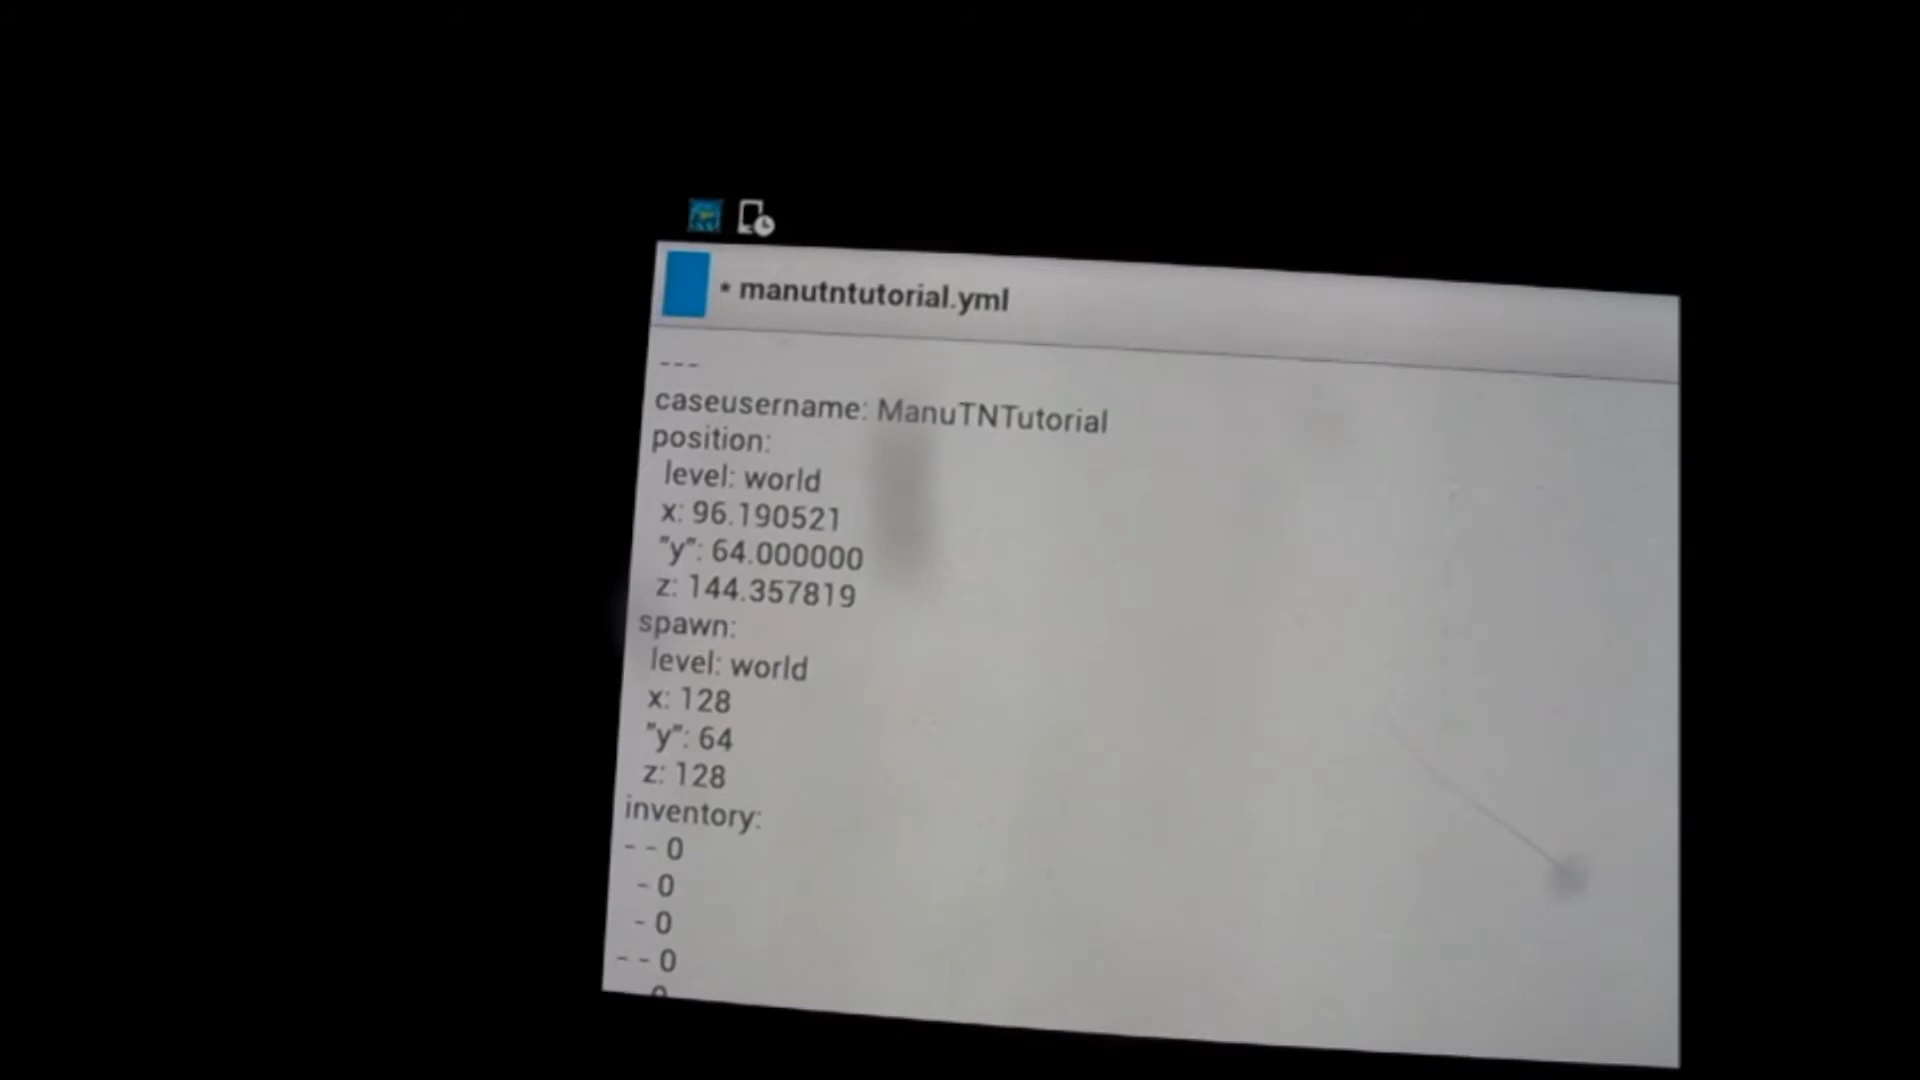 * manutntutorial.yml
---
caseusername: ManuTNTutorial
position:
level: world
x: 96.190521
"y": 64.000000
z: 144.357819
spawn:
level: world
x: 128
"y": 64
z: 128
inventory:
- - 0
- 0
- 0
- - 0